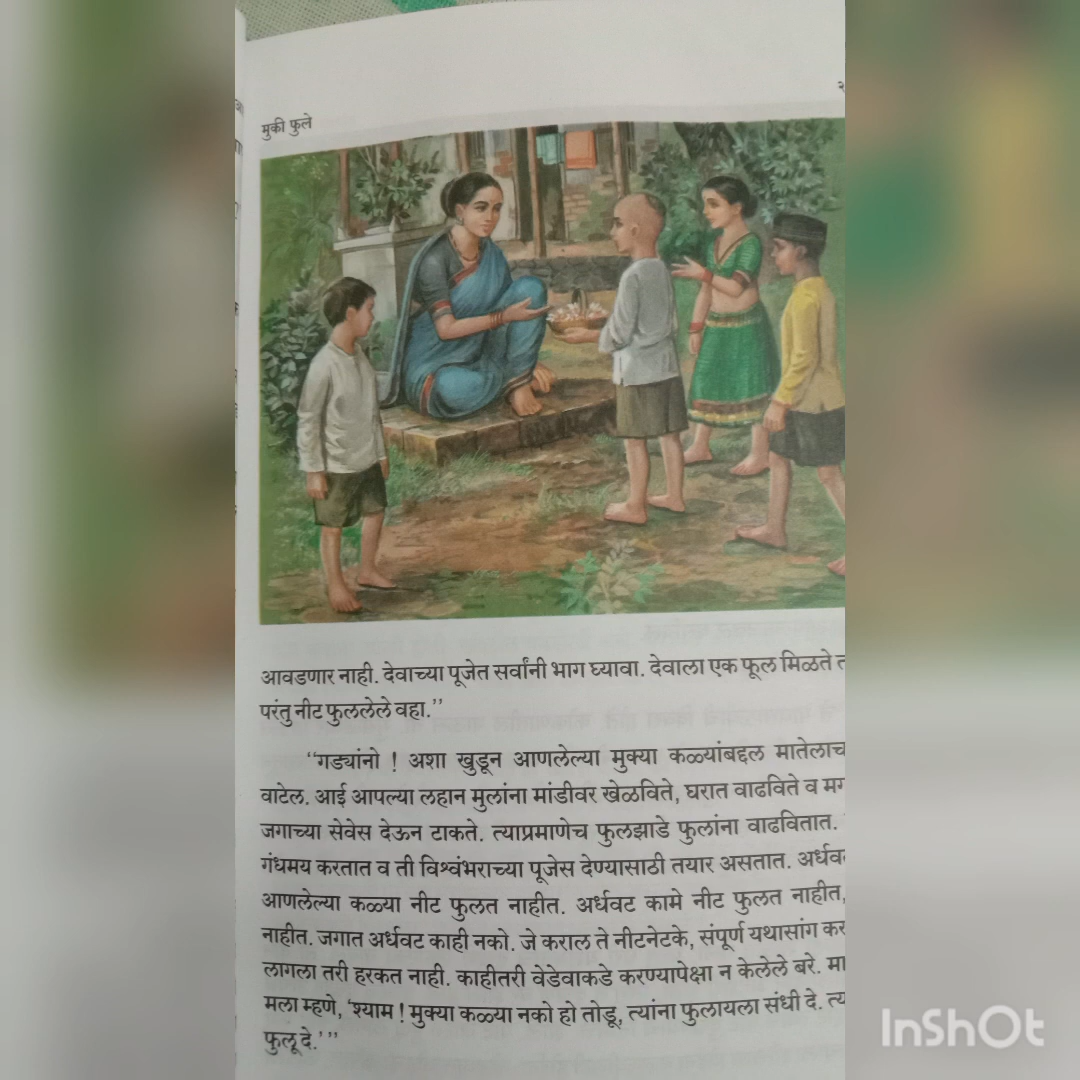 मुकी फुले
आवडणार नाही. देवाच्या पूजेत सर्वांनी भाग घ्यावा. देवाला एक फूल मिळते
परंतु नीट फुललेले वहा.’’
‘‘गड्यांनो ! अशा खुडून आणलेल्या मुक्या कळ्यांबद्दल मातेलाच
वाटेल. आई आपल्या लहान मुलांना मांडीवर खेळविते, घरात वाढविते व मग
जगाच्या सेवेस देऊन टाकते. त्याप्रमाणेच फुलझाडे फुलांना वाढवितात.
गंधमय करतात व ती विश्वंभराच्या पूजेस देण्यासाठी तयार असतात.
आणलेल्या कळ्या नीट फुलत नाहीत. अर्धवट कामे नीट फुलत नाहीत,
नाहीत. जगात अर्धवट काही नको. जे कराल ते नीटनेटके, संपूर्ण यथासांग
लागला तरी हरकत नाही. काहीतरी वेडेवाकडे करण्यापेक्षा न केलेले बरे.
मला म्हणे, ‘श्याम ! मुक्या कळ्या नको हो तोडू, त्यांना फुलायला संधी दे.
फुलू दे.’ ’’
InShOt